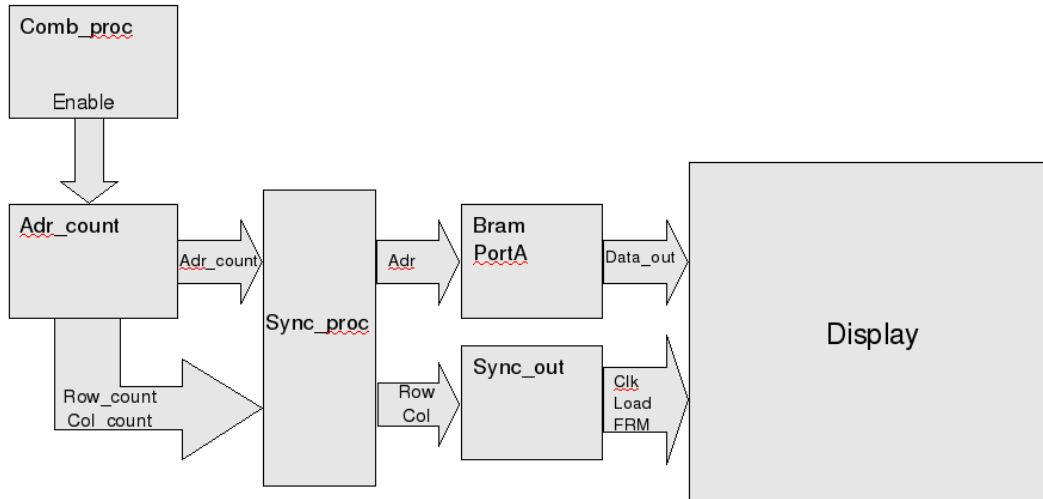 Comb_proc
Enable
Adr_count
Adr_count
Row_count
Col_count
Sync_proc
Adr
Row
Col
Bram
PortA
Sync_out
Data_out
Clk
Load
FRM
Display